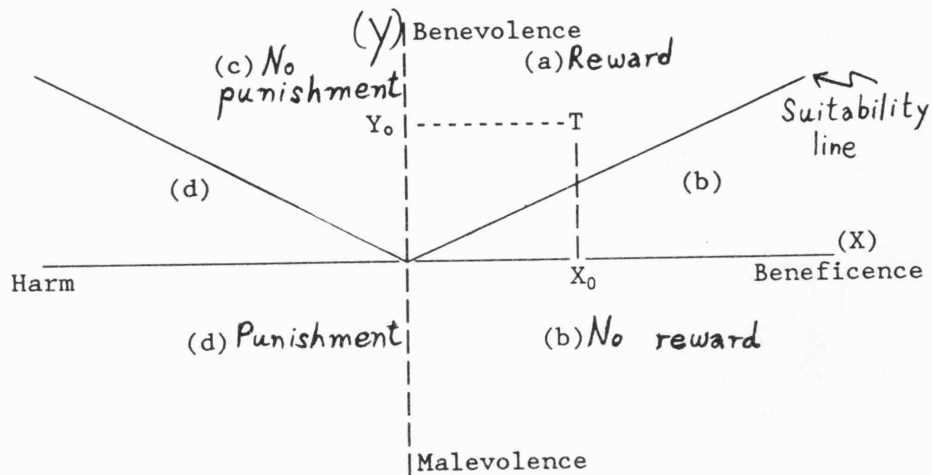 (Y) Benevolence
(c) No
punishment
(a) Reward
Suitability
line
Y₀
T
(d)
(b)
(X)
Harm
X₀
Beneficence
(d) Punishment
(b) No reward
Malevolence